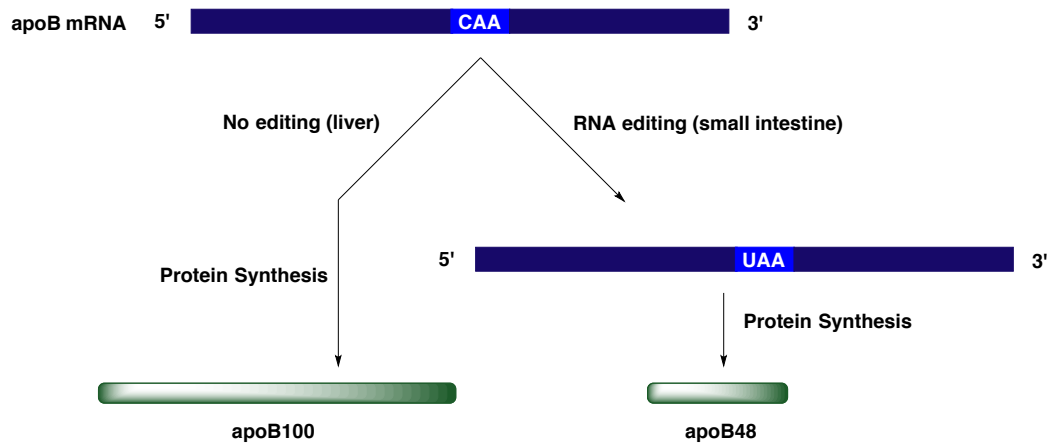 apoB mRNA 5' CAA 3'
No editing (liver)
RNA editing (small intestine)
5' UAA 3'
Protein Synthesis
Protein Synthesis
apoB100
apoB48